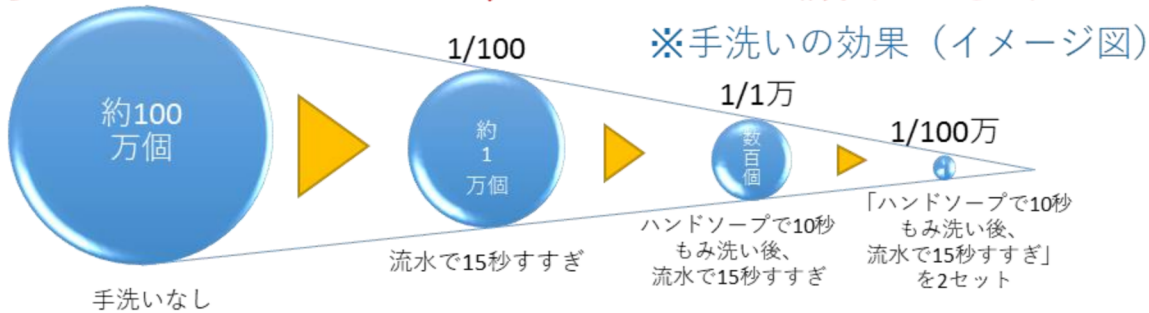 ※手洗いの効果（イメージ図）
約100
万個
手洗いなし
1/100
約
1
万個
流水で15秒すすぎ
1/1万
数
百
個
ハンドソープで10秒
もみ洗い後、
流水で15秒すすぎ
1/100万
「ハンドソープで10秒
もみ洗い後、
流水で15秒すすぎ」
を2セット